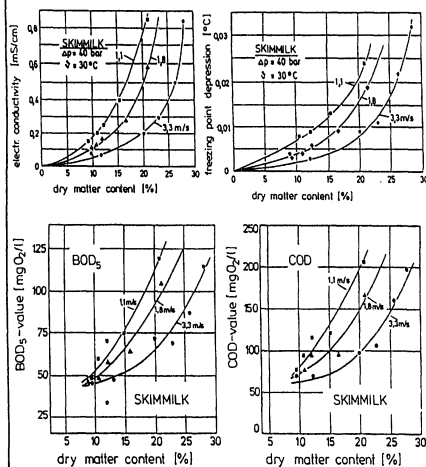 electr. conductivity [mS/cm]
0,8
0,6
0,4
0,2
0
SKIMMILK
Δp = 40 bar
ϑ = 30°C
1,1
1,8
3,3 m/s
0 5 10 15 20 25 30
dry matter content [%]
freezing point depression [°C]
0,03
0,02
0,01
0
SKIMMILK
Δp = 40 bar
ϑ = 30°C
1,1
1,8
3,3 m/s
0 5 10 15 20 25 30
dry matter content [%]
BOD5-value [mg O2/l]
125
100
75
50
25
BOD5
1,1 m/s
1,8 m/s
3,3 m/s
SKIMMILK
5 10 15 20 25 30
dry matter content [%]
COD-value [mg O2/l]
200
150
100
50
0
COD
1,1 m/s
1,8 m/s
3,3 m/s
SKIMMILK
5 10 15 20 25 30
dry matter content [%]